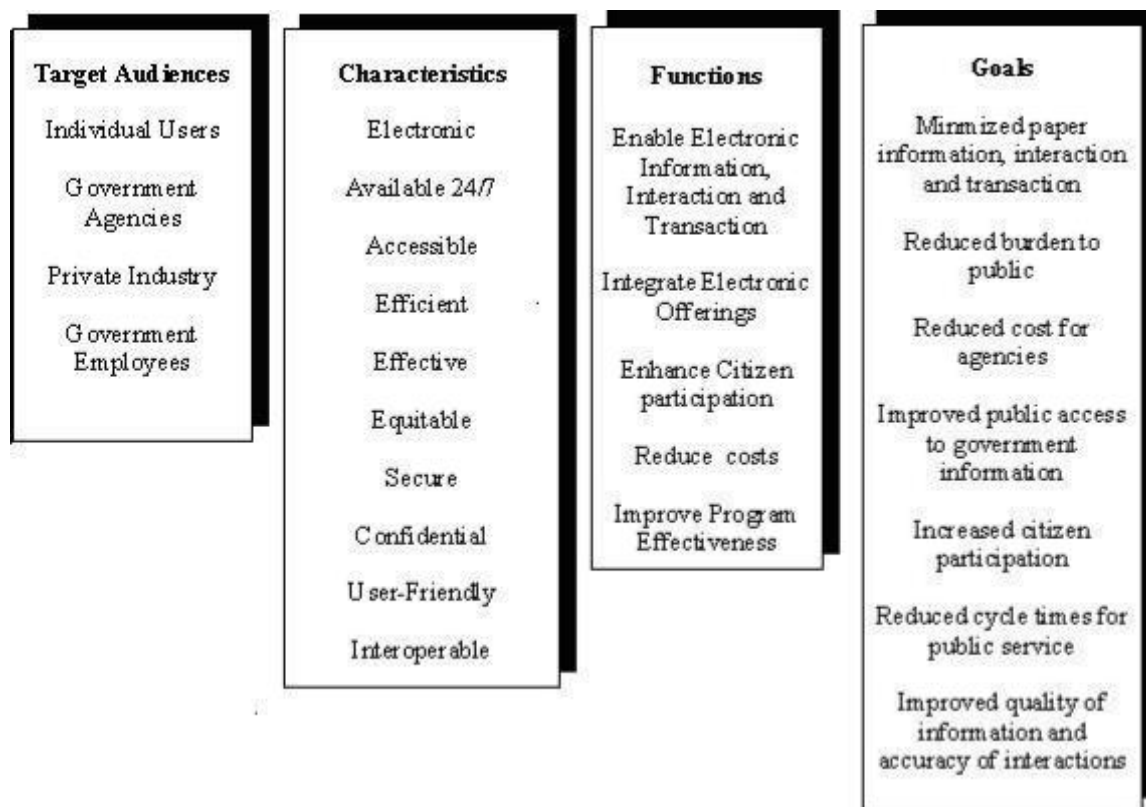 Target Audiences
Individual Users
Government
Agencies
Private Industry
Government
Employees
Characteristics
Electronic
Available 24/7
Accessible
Efficient
Effective
Equitable
Secure
Confidential
User-Friendly
Interoperable
Functions
Enable Electronic
Information,
Interaction and
Transaction
Integrate Electronic
Offerings
Enhance Citizen
participation
Reduce costs
Improve Program
Effectiveness
Goals
Minmized paper
information, interaction
and transaction
Reduced burden to
public
Reduced cost for
agencies
Improved public access
to government
information
Increased citizen
participation
Reduced cycle times for
public service
Improved quality of
information and
accuracy of interactions